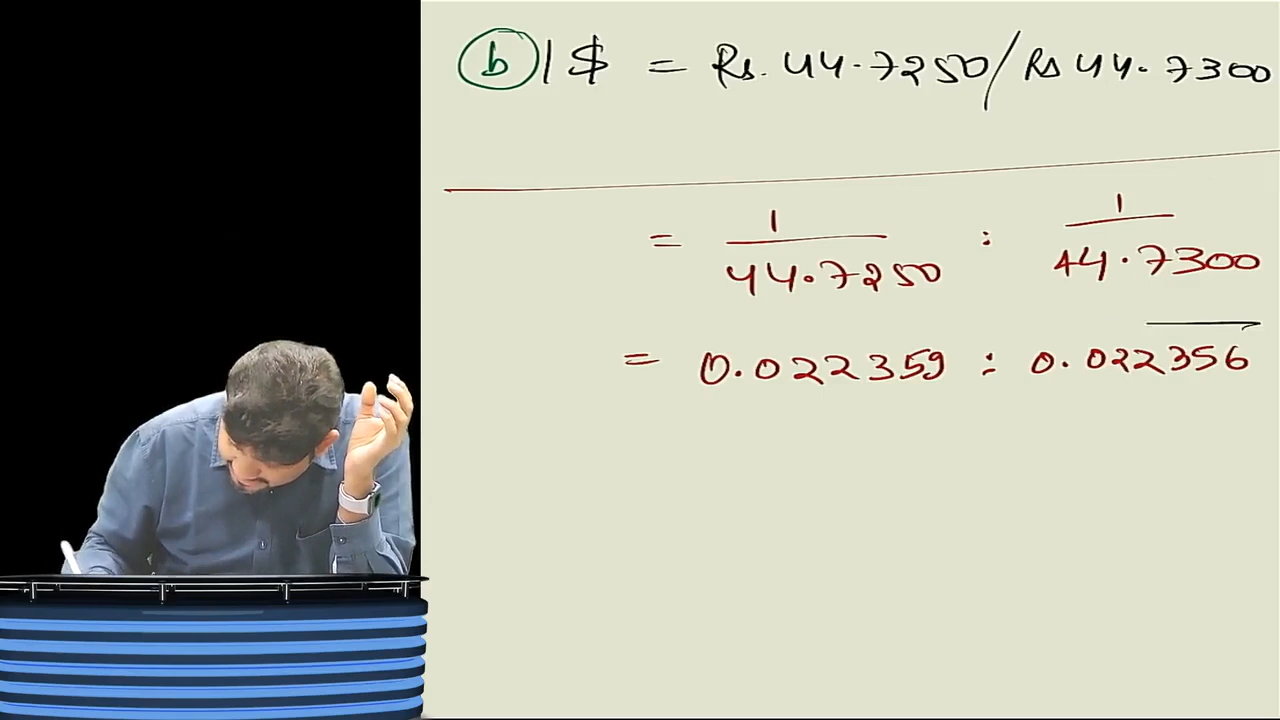 b 1 $ = Rs. 44.7250/Rs 44.7300
= 1/44.7250 : 1/44.7300
= 0.022359 : 0.022356